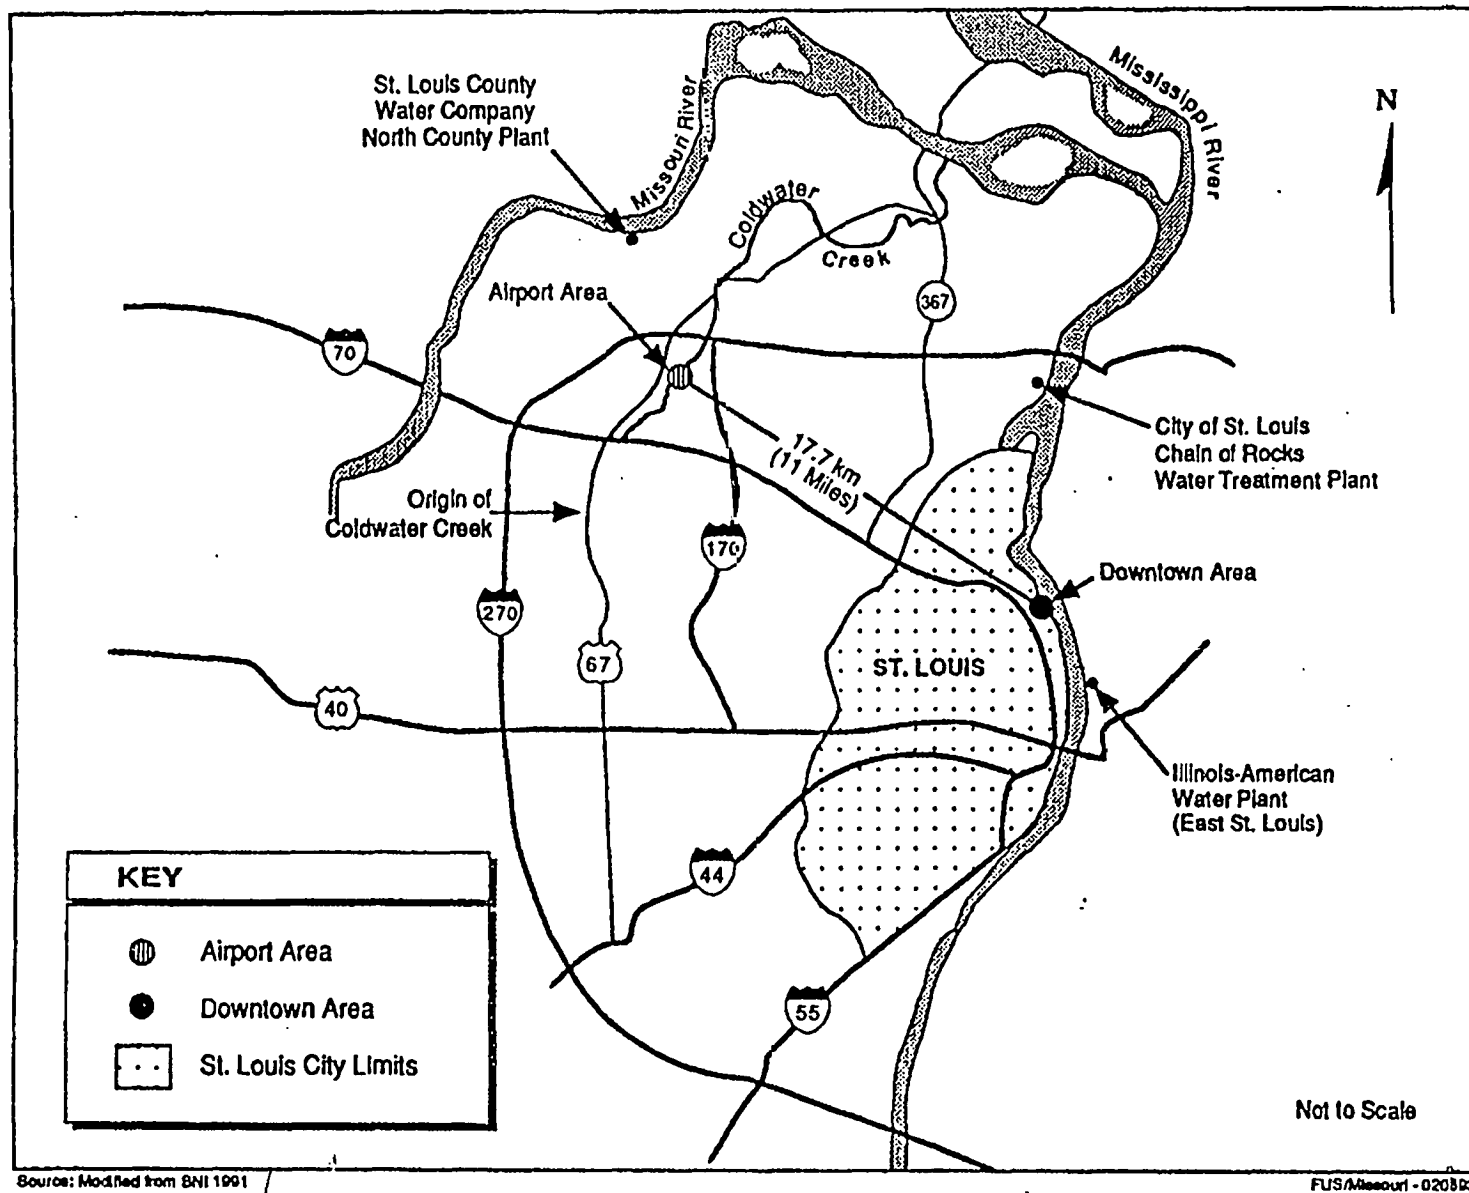 Mississippi River
N
St. Louis County
Water Company
North County Plant
Missouri River
Coldwater
Creek
Airport Area
367
70
City of St. Louis
Chain of Rocks
Water Treatment Plant
17.7 km
(11 Miles)
Origin of
Coldwater Creek
170
Downtown Area
270
67
ST. LOUIS
40
Illinois-American
Water Plant
(East St. Louis)
44
KEY
Airport Area
Downtown Area
St. Louis City Limits
55
Not to Scale
Source: Modified from BNI 1991
FUS/Missouri -